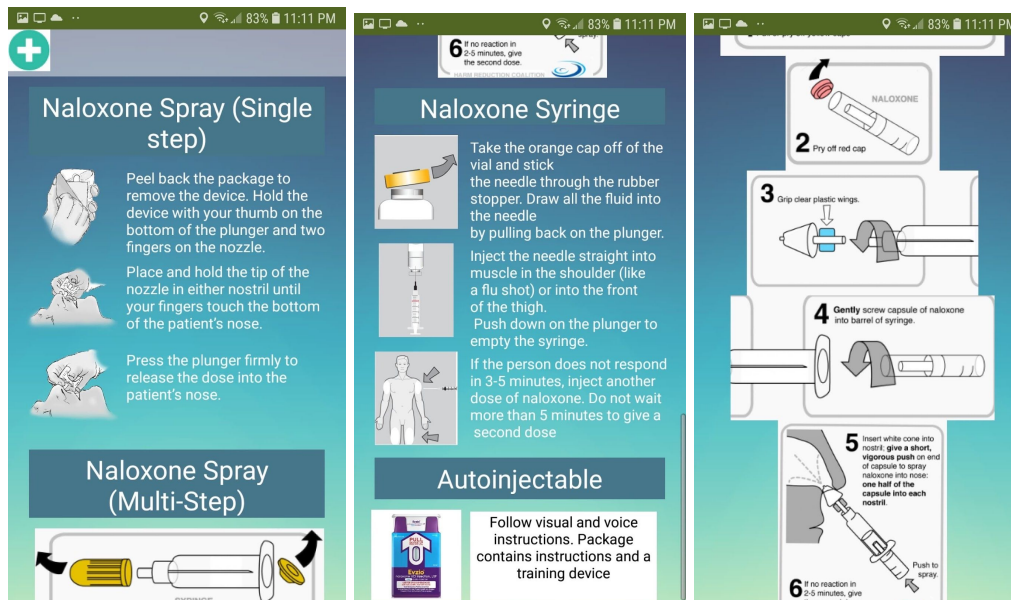 83% 11:11 PM
Naloxone Spray (Single
step)
Peel back the package to
remove the device. Hold the
device with your thumb on the
bottom of the plunger and two
fingers on the nozzle.
Place and hold the tip of the
nozzle in either nostril until
your fingers touch the bottom
of the patient's nose.
Press the plunger firmly to
release the dose into the
patient's nose.
Naloxone Spray
(Multi-Step)
83% 11:11 PM
spray.
6 If no reaction in
2-5 minutes, give
the second dose.
HARM REDUCTION COALITION
Naloxone Syringe
Take the orange cap off of the
vial and stick
the needle through the rubber
stopper. Draw all the fluid into
the needle
by pulling back on the plunger.
Inject the needle straight into
muscle in the shoulder (like
a flu shot) or into the front
of the thigh.
Push down on the plunger to
empty the syringe.
If the person does not respond
in 3-5 minutes, inject another
dose of naloxone. Do not wait
more than 5 minutes to give a
second dose
Autoinjectable
PULL
Evzio
Follow visual and voice
instructions. Package
contains instructions and a
training device
83% 11:11 PM
NALOXONE
2 Pry off red cap
3 Grip clear plastic wings.
4 Gently screw capsule of naloxone
into barrel of syringe.
5 Insert white cone into
nostril; give a short,
vigorous push on end
of capsule to spray
naloxone into nose:
one half of the
capsule into each
nostril.
Push to
spray.
6 If no reaction in
2-5 minutes, give